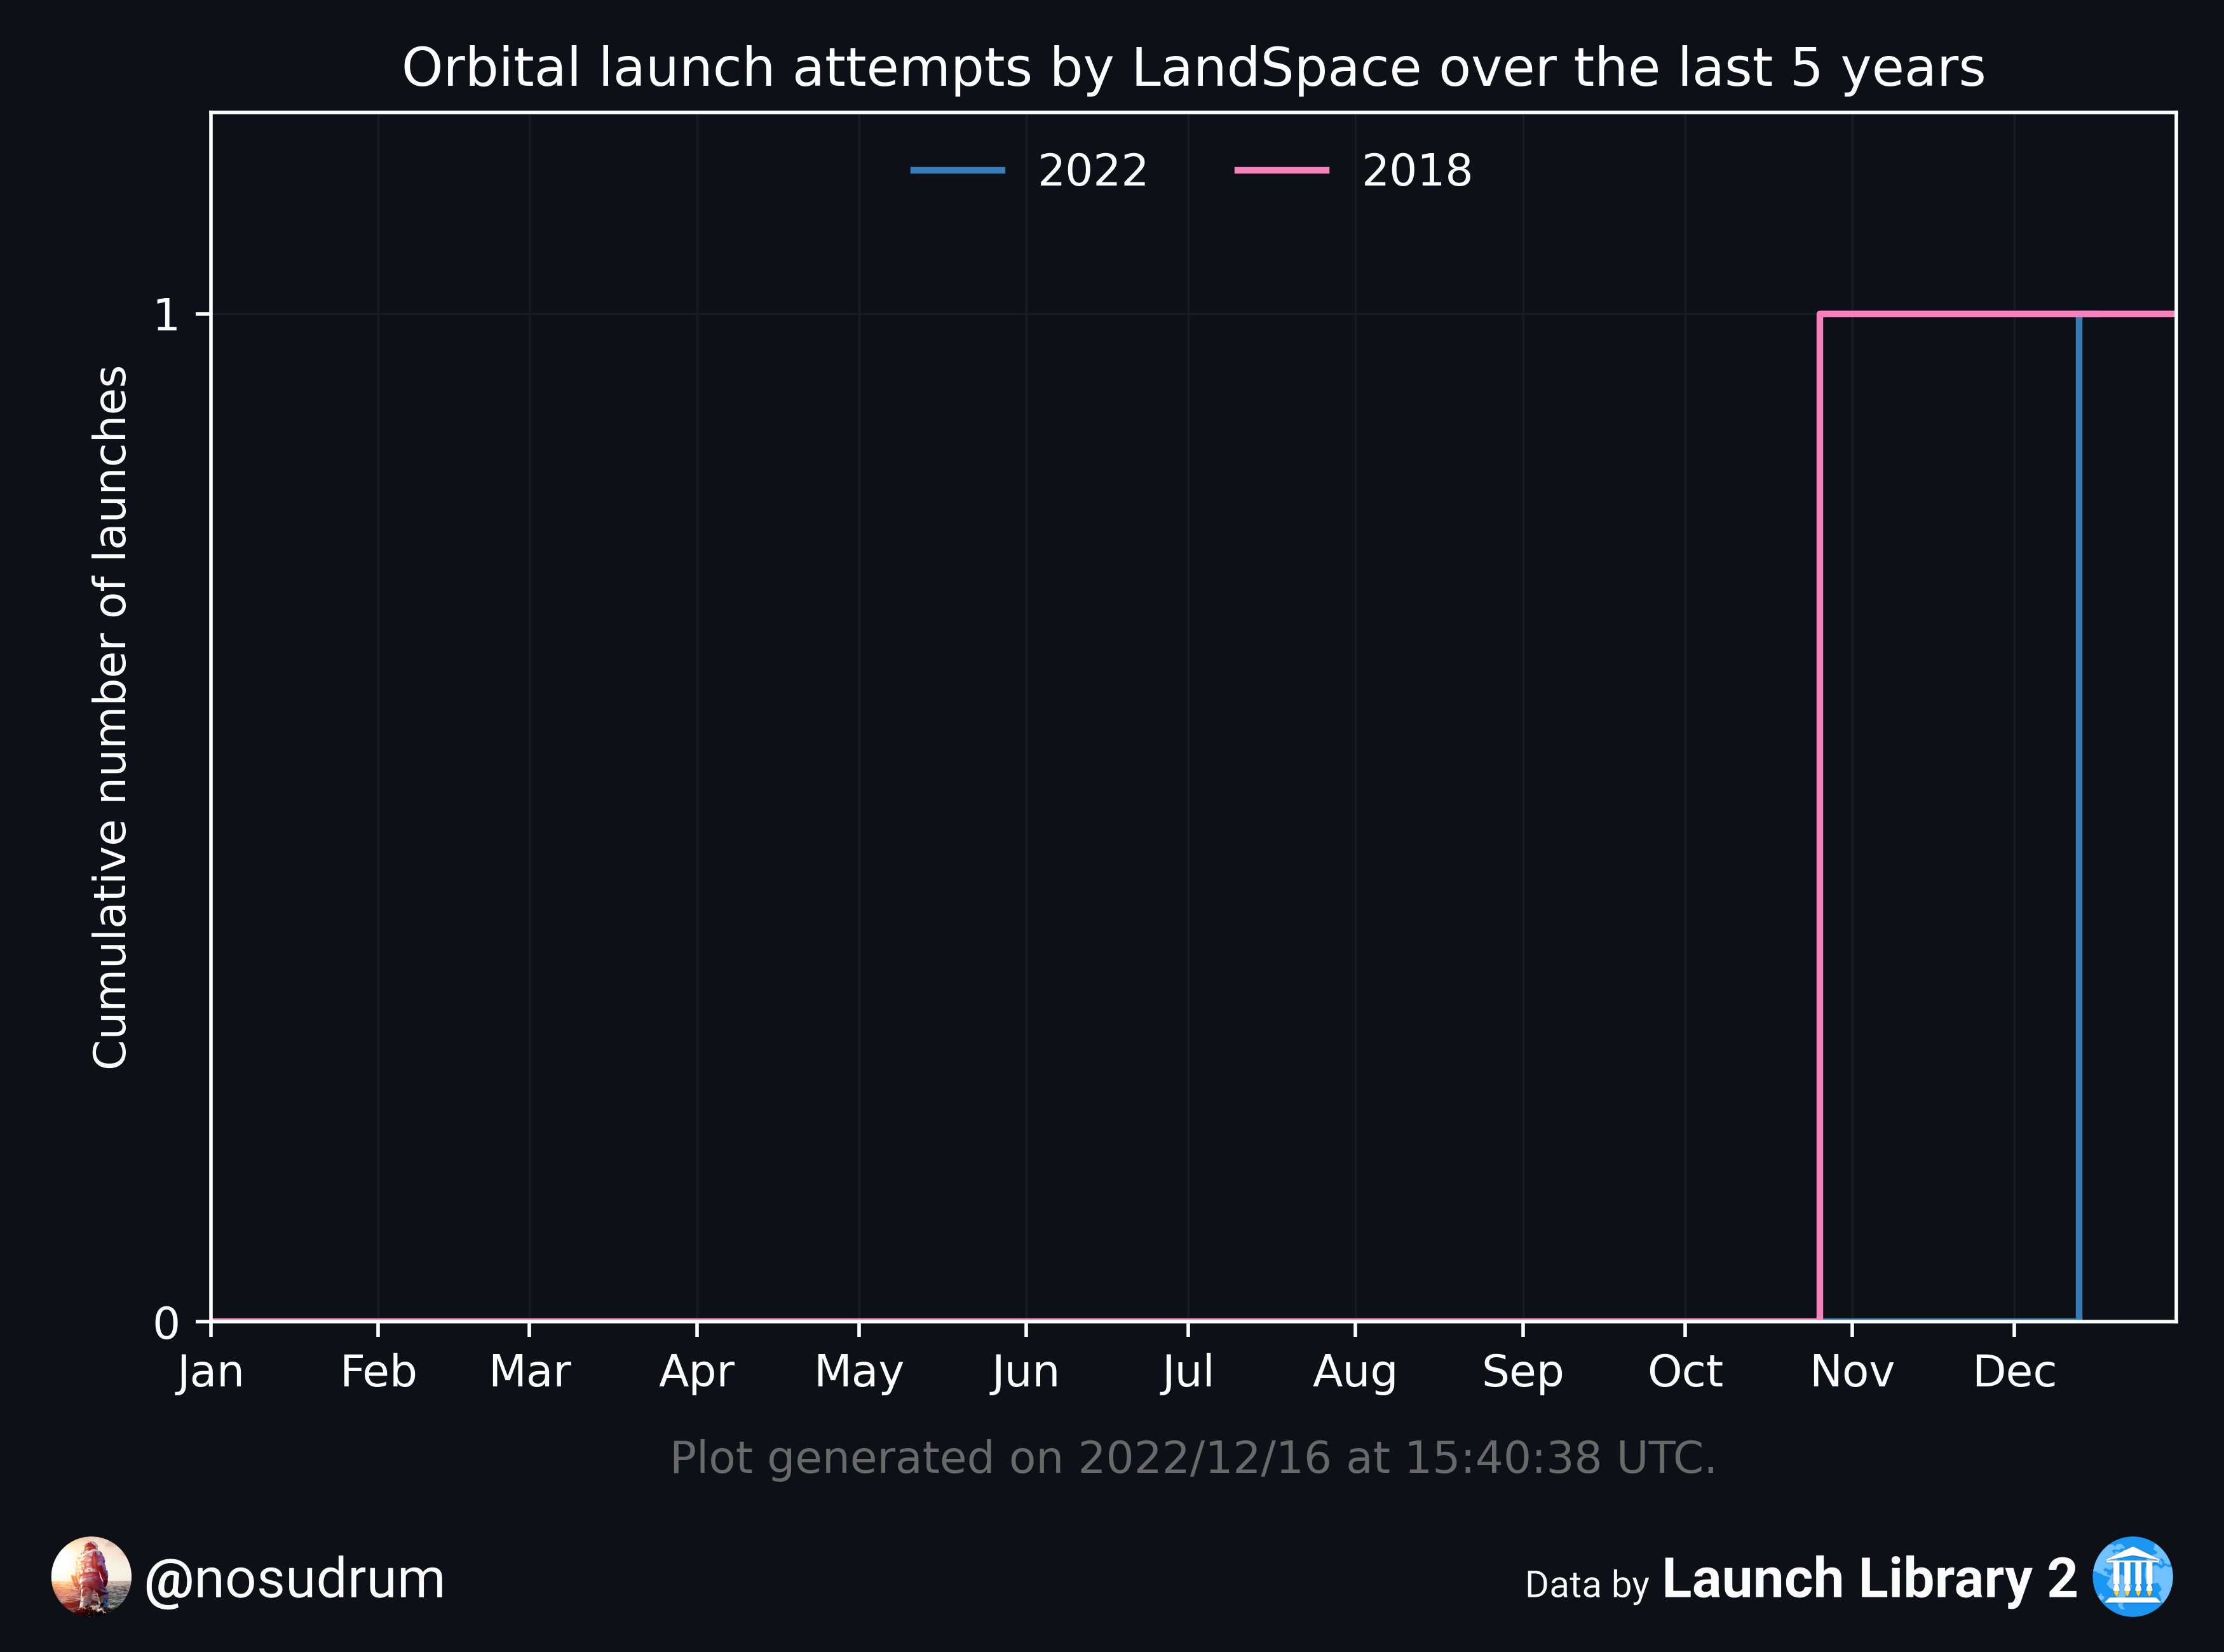 Orbital launch attempts by LandSpace over the last 5 years
2022 2018
Cumulative number of launches
1
0
Jan Feb Mar Apr May Jun Jul Aug Sep Oct Nov Dec
Plot generated on 2022/12/16 at 15:40:38 UTC.
@nosudrum
Data by Launch Library 2